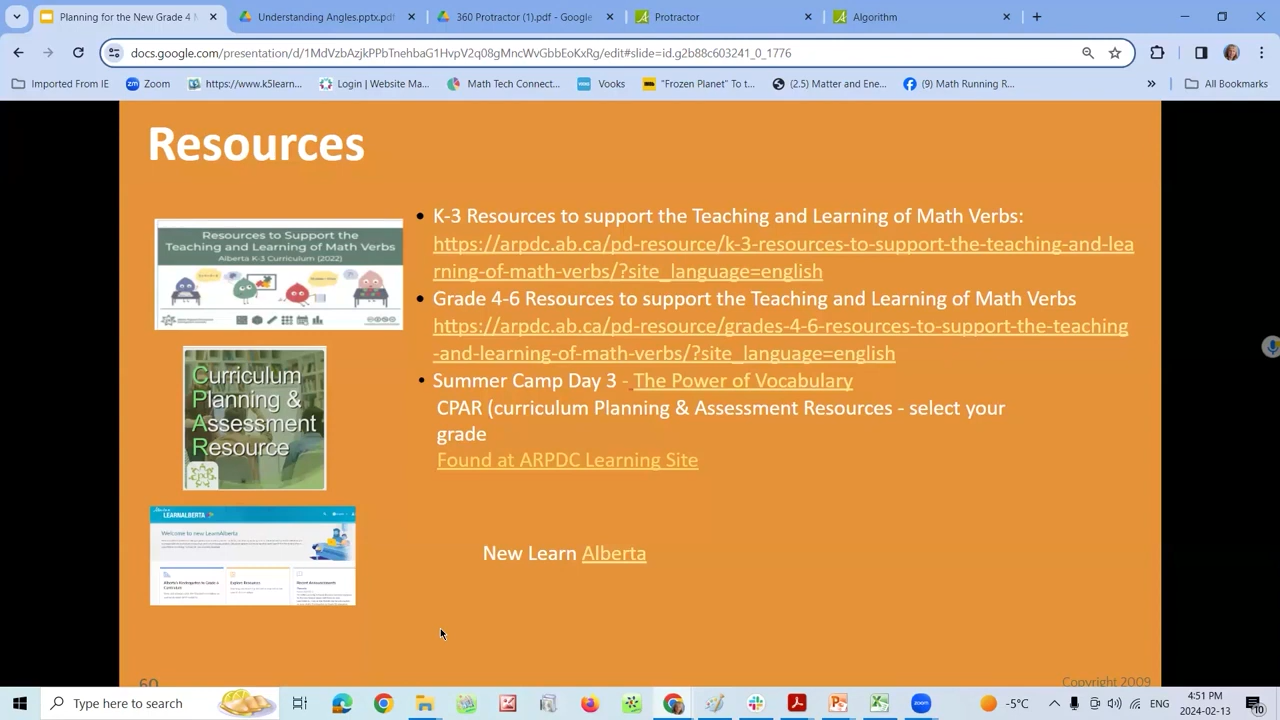 Planning for the New Grade 4 M
Understanding Angles.pptx.pdf
360 Protractor (1).pdf - Google
Protractor
Algorithm
docs.google.com/presentation/d/1MdVzbAzjkPPbTnehbaG1HvpV2q08gMncWvGbbEoKxRg/edit#slide=id.g2b88c603241_0_1776
Imported From IE
Zoom
https://www.k5learn...
Login | Website Ma...
Math Tech Connect...
Vooks
"Frozen Planet" To t...
(2.5) Matter and Ene...
(9) Math Running R...
All Bookmarks
Resources
Resources to Support the
Teaching and Learning of Math Verbs
Alberta K-3 Curriculum (2022)
• K-3 Resources to support the Teaching and Learning of Math Verbs:
https://arpdc.ab.ca/pd-resource/k-3-resources-to-support-the-teaching-and-lea
rning-of-math-verbs/?site_language=english
• Grade 4-6 Resources to support the Teaching and Learning of Math Verbs
https://arpdc.ab.ca/pd-resource/grades-4-6-resources-to-support-the-teaching
-and-learning-of-math-verbs/?site_language=english
• Summer Camp Day 3 - The Power of Vocabulary
CPAR (curriculum Planning & Assessment Resources - select your
grade
Found at ARPDC Learning Site
Curriculum
Planning &
Assessment
Resource
LEARNALBERTA
Welcome to new LearnAlberta
New Learn Alberta
60
Copyright 2009
Type here to search
-5°C
ENG
4:51 PM
2024-02-13
10